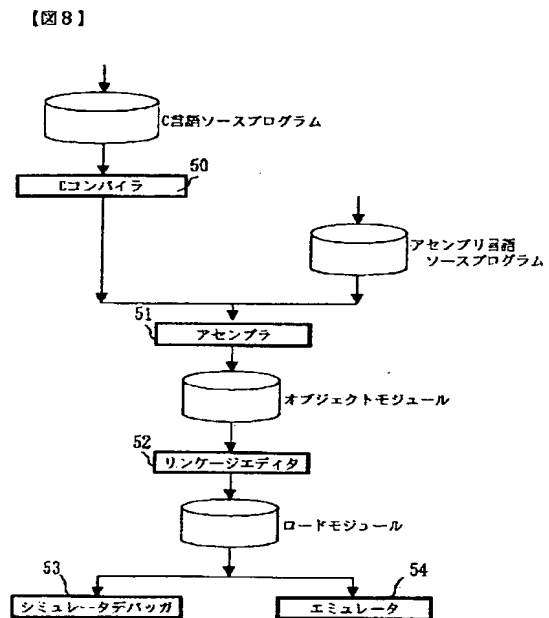 【図8】
C言語ソースプログラム
50
Cコンパイラ
アセンブリ言語
ソースプログラム
51
アセンブラ
オブジェクトモジュール
52
リンケージエディタ
ロードモジュール
53
54
シミュレータデバッガ
エミュレータ